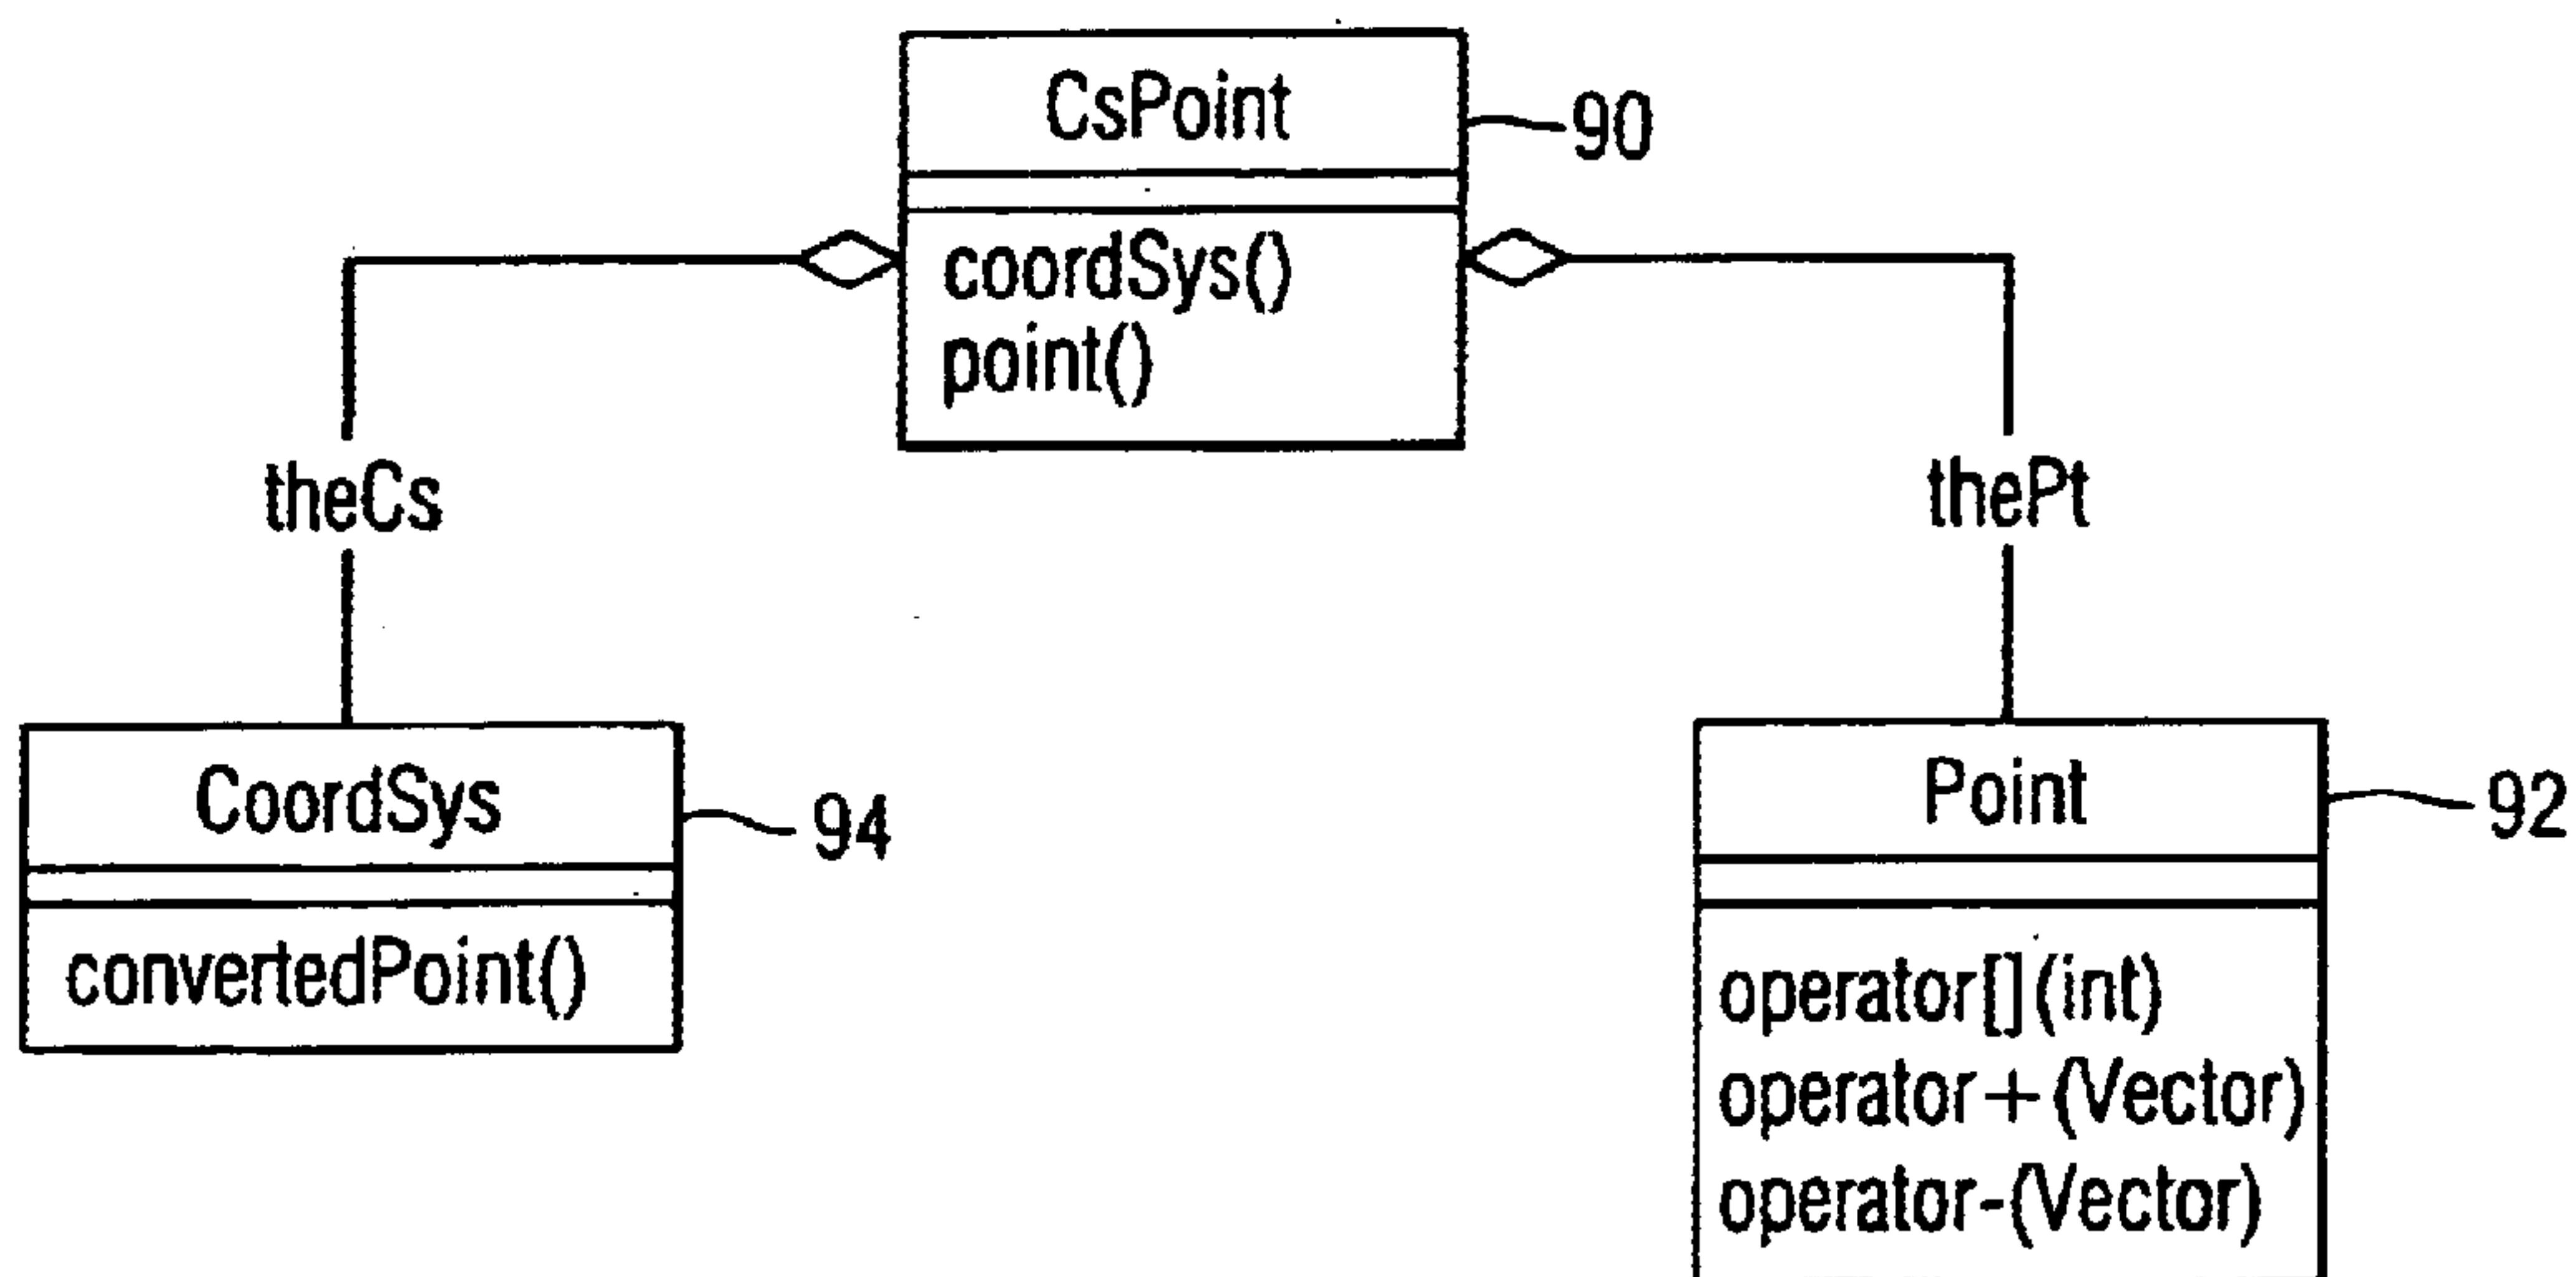 CsPoint
90
coordSys()
point()
theCs
thePt
CoordSys
94
Point
92
convertedPoint()
operator[](int)
operator+(Vector)
operator-(Vector)